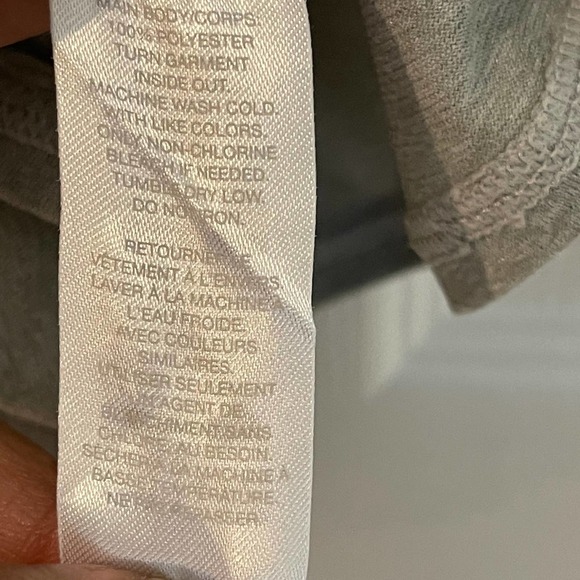 MAIN BODY/CORPS:
100% POLYESTER
TURN GARMENT
INSIDE OUT.
MACHINE WASH COLD.
WITH LIKE COLORS.
ONLY NON-CHLORINE
BLEACH IF NEEDED.
TUMBLE DRY LOW.
DO NOT IRON.
RETOURNER LE
VÊTEMENT À L'ENVERS
LAVER À LA MACHINE À
L'EAU FROIDE.
AVEC COULEURS
SIMILAIRES.
UTILISER SEULEMENT
AGENT DE
BLANCHIMENT SANS
CHLORE AU BESOIN.
SÉCHER À LA MACHINE À
BASSE TEMPÉRATURE
NE PAS REPASSER.